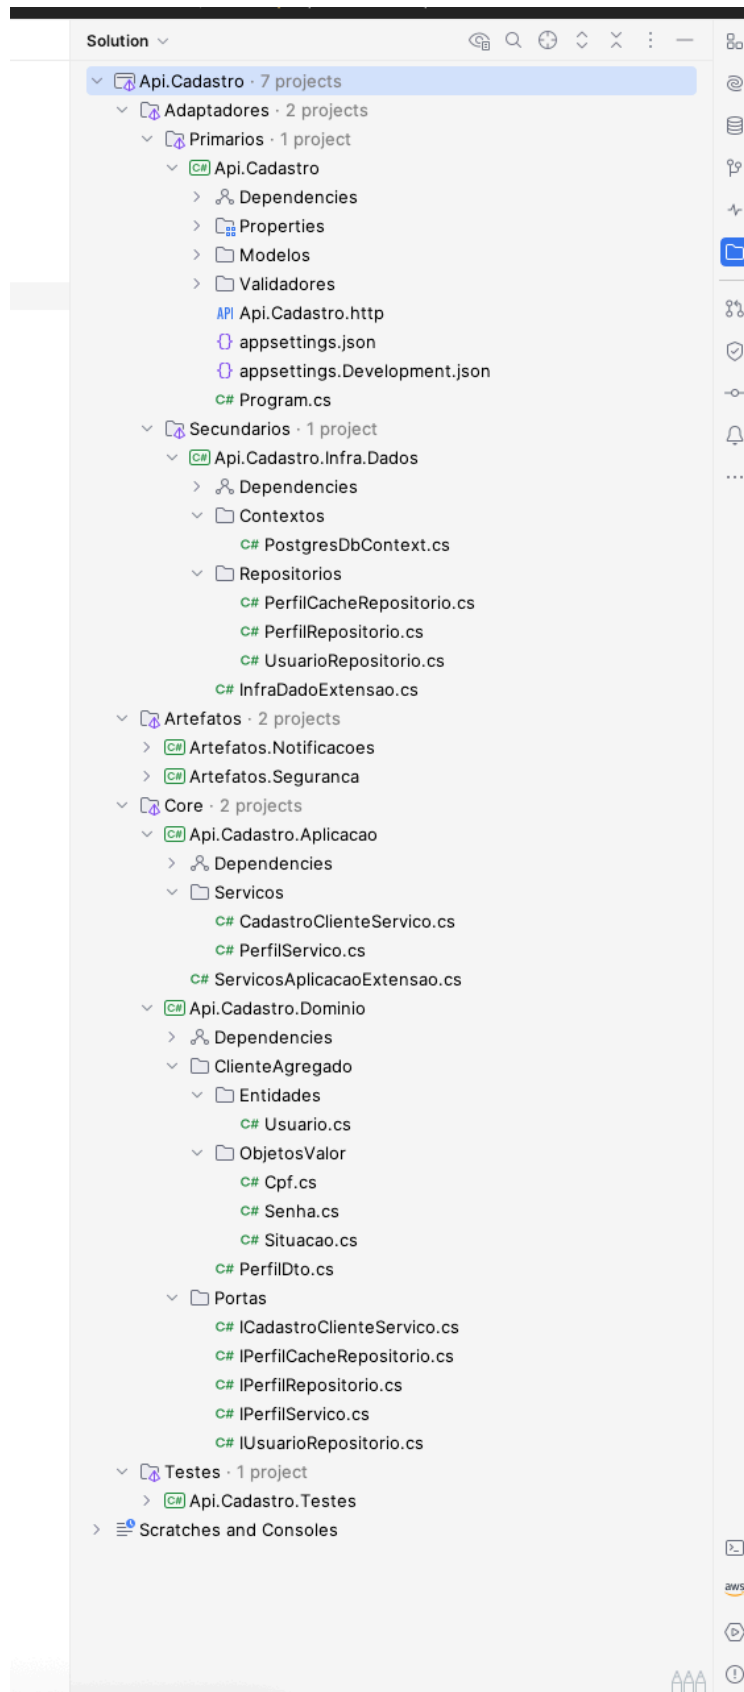 Solution
Api.Cadastro · 7 projects
Adaptadores · 2 projects
Primarios · 1 project
C# Api.Cadastro
Dependencies
Properties
Modelos
Validadores
API Api.Cadastro.http
{} appsettings.json
{} appsettings.Development.json
C# Program.cs
Secundarios · 1 project
C# Api.Cadastro.Infra.Dados
Dependencies
Contextos
C# PostgresDbContext.cs
Repositorios
C# PerfilCacheRepositorio.cs
C# PerfilRepositorio.cs
C# UsuarioRepositorio.cs
C# InfraDadoExtensao.cs
Artefatos · 2 projects
C# Artefatos.Notificacoes
C# Artefatos.Seguranca
Core · 2 projects
C# Api.Cadastro.Aplicacao
Dependencies
Servicos
C# CadastroClienteServico.cs
C# PerfilServico.cs
C# ServicosAplicacaoExtensao.cs
C# Api.Cadastro.Dominio
Dependencies
ClienteAgregado
Entidades
C# Usuario.cs
ObjetosValor
C# Cpf.cs
C# Senha.cs
C# Situacao.cs
C# PerfilDto.cs
Portas
C# ICadastroClienteServico.cs
C# IPerfilCacheRepositorio.cs
C# IPerfilRepositorio.cs
C# IPerfilServico.cs
C# IUsuarioRepositorio.cs
Testes · 1 project
C# Api.Cadastro.Testes
Scratches and Consoles
aws